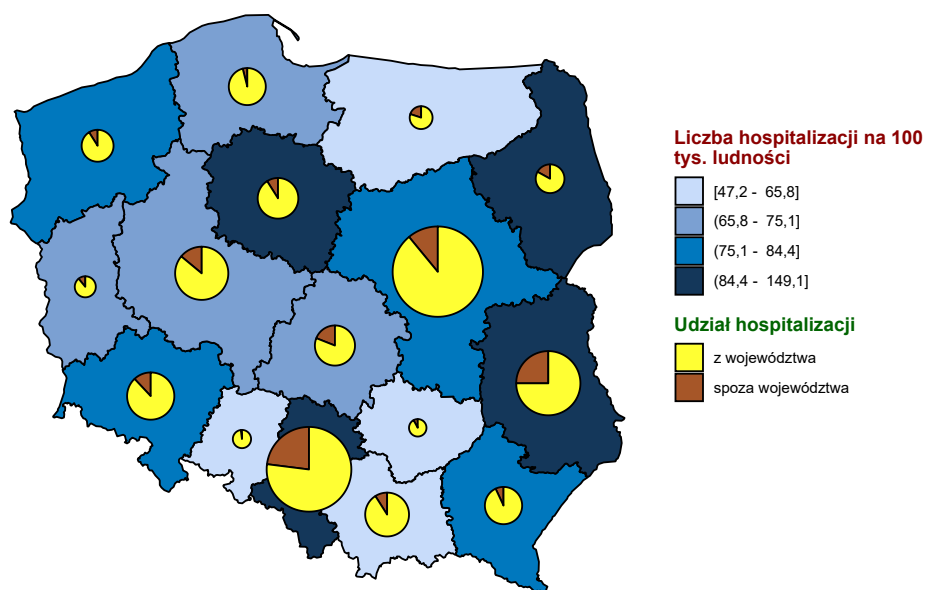 Liczba hospitalizacji na 100
tys. ludności
[47,2 - 65,8]
(65,8 - 75,1]
(75,1 - 84,4]
(84,4 - 149,1]
Udział hospitalizacji
z województwa
spoza województwa